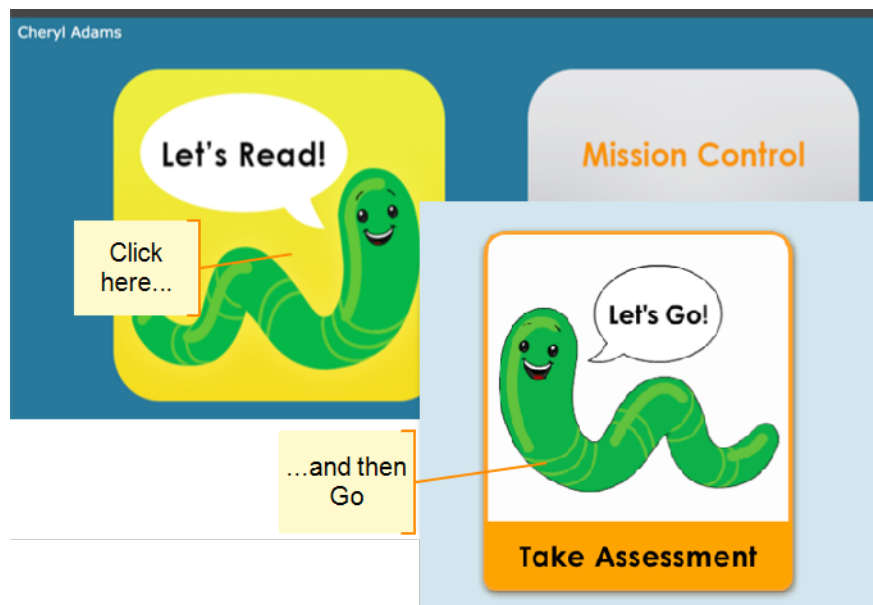 Cheryl Adams
Let's Read!
Mission Control
Click
here...
Let's Go!
...and then
Go
Take Assessment